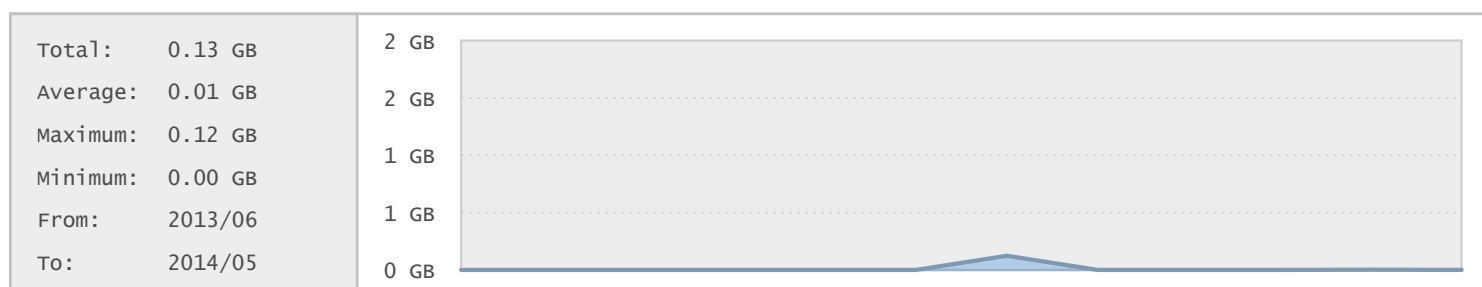 Total: 0.13 GB
Average: 0.01 GB
Maximum: 0.12 GB
Minimum: 0.00 GB
From: 2013/06
To: 2014/05
2 GB
2 GB
1 GB
1 GB
0 GB